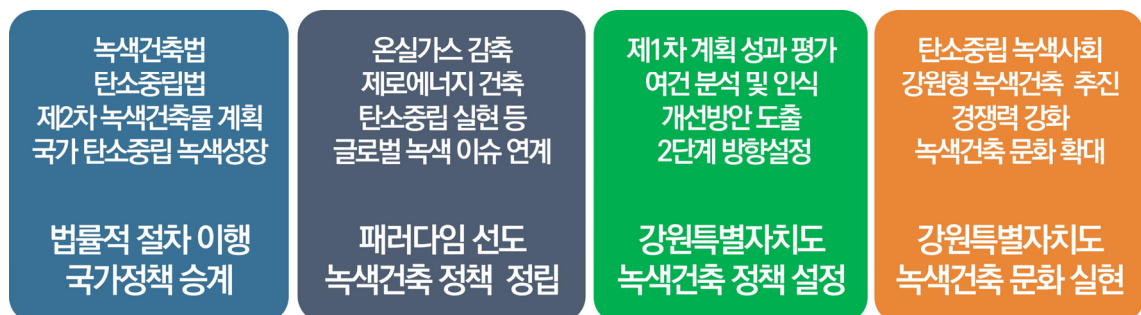 녹색건축법
탄소중립법
제2차 녹색건축물 계획
국가 탄소중립 녹색성장
법률적 절차 이행
국가정책 승계
온실가스 감축
제로에너지 건축
탄소중립 실현 등
글로벌 녹색 이슈 연계
패러다임 선도
녹색건축 정책 정립
제1차 계획 성과 평가
여건 분석 및 인식
개선방안 도출
2단계 방향설정
강원특별자치도
녹색건축 정책 설정
탄소중립 녹색사회
강원형 녹색건축 추진
경쟁력 강화
녹색건축 문화 확대
강원특별자치도
녹색건축 문화 실현